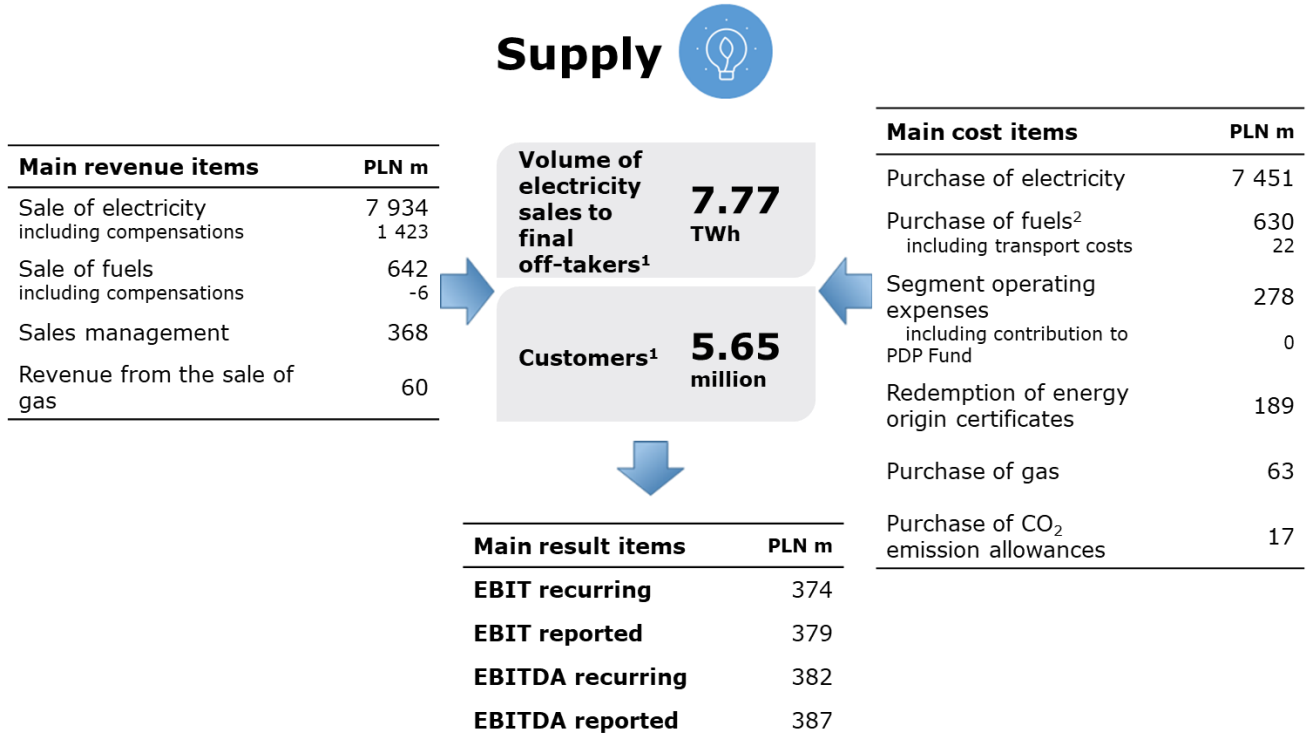 Supply
Main revenue items PLN m
Sale of electricity 7 934
including compensations 1 423
Sale of fuels 642
including compensations -6
Sales management 368
Revenue from the sale of
gas 60
Volume of
electricity
sales to
final
off-takers¹
7.77
TWh
Customers¹
5.65
million
Main cost items PLN m
Purchase of electricity 7 451
Purchase of fuels² 630
including transport costs 22
Segment operating
expenses 278
including contribution to
PDP Fund 0
Redemption of energy
origin certificates 189
Purchase of gas 63
Purchase of CO₂
emission allowances 17
Main result items PLN m
EBIT recurring 374
EBIT reported 379
EBITDA recurring 382
EBITDA reported 387